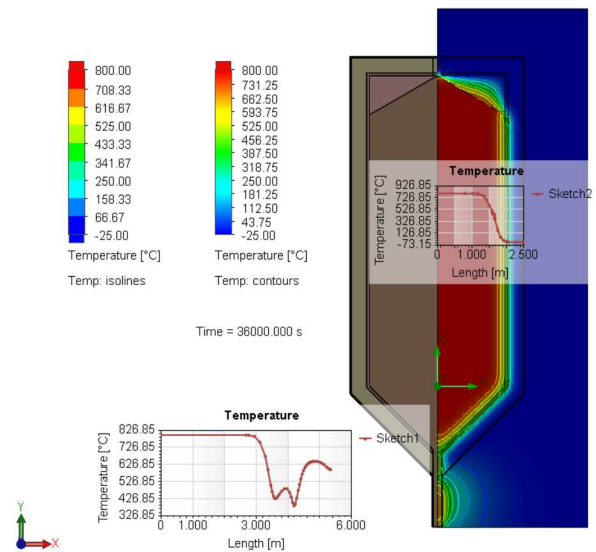 800.00
708.33
616.67
525.00
433.33
341.67
250.00
158.33
66.67
-25.00
Temperature [°C]
Temp: isolines
800.00
731.25
662.50
593.75
525.00
456.25
387.50
318.75
250.00
181.25
112.50
43.75
-25.00
Temperature [°C]
Temp: contours
Temperature
926.85
726.85
526.85
326.85
126.85
-73.15
Temperature [°C]
0 1.000 2.500
Length [m]
Sketch2
Time = 36000.000 s
Temperature
826.85
726.85
626.85
526.85
426.85
326.85
Temperature [°C]
0 1.000 3.000 6.000
Length [m]
Sketch1
Y
X